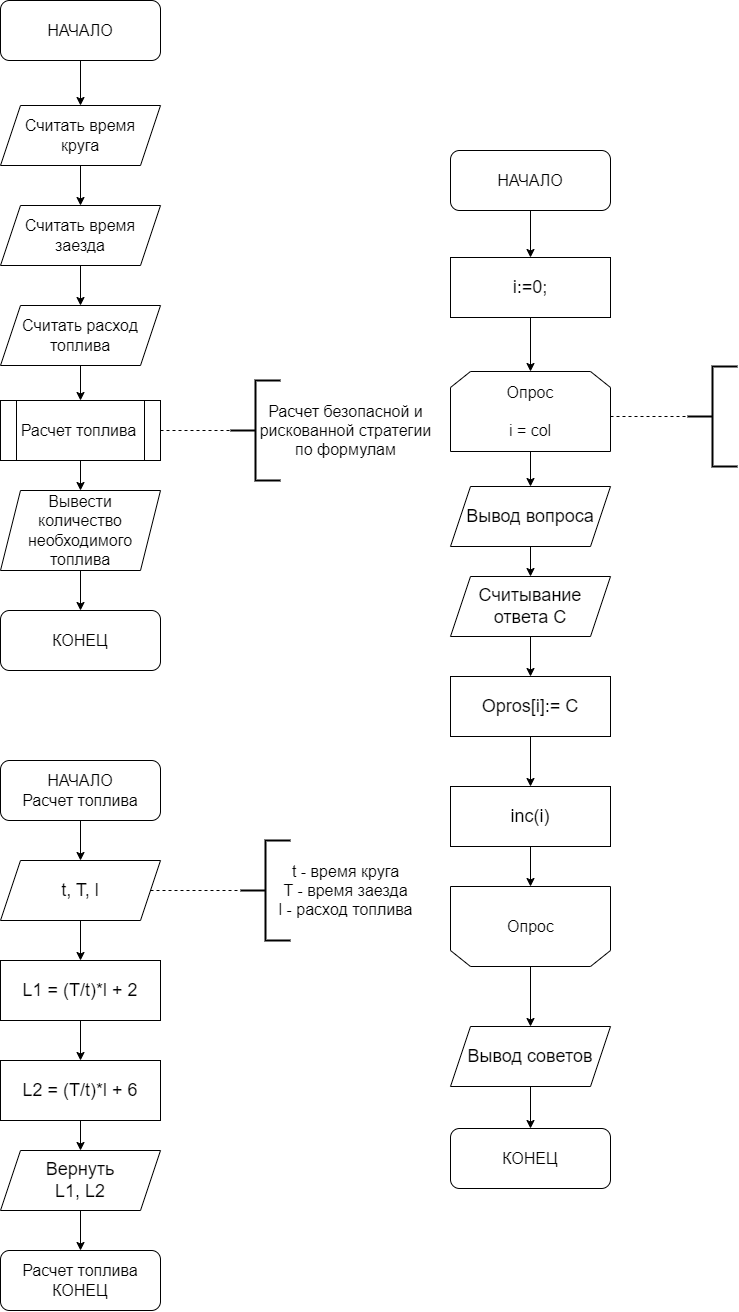 НАЧАЛО
Считать время
круга
Считать время
заезда
Считать расход
топлива
Расчет топлива
Расчет безопасной и
рискованной стратегии
по формулам
Вывести
количество
необходимого
топлива
КОНЕЦ
НАЧАЛО
Расчет топлива
t, T, l
t - время круга
T - время заезда
l - расход топлива
L1 = (T/t)*l + 2
L2 = (T/t)*l + 6
Вернуть
L1, L2
Расчет топлива
КОНЕЦ
НАЧАЛО
i:=0;
Опрос
i = col
Вывод вопроса
Считывание
ответа C
Opros[i]:= C
inc(i)
Опрос
Вывод советов
КОНЕЦ